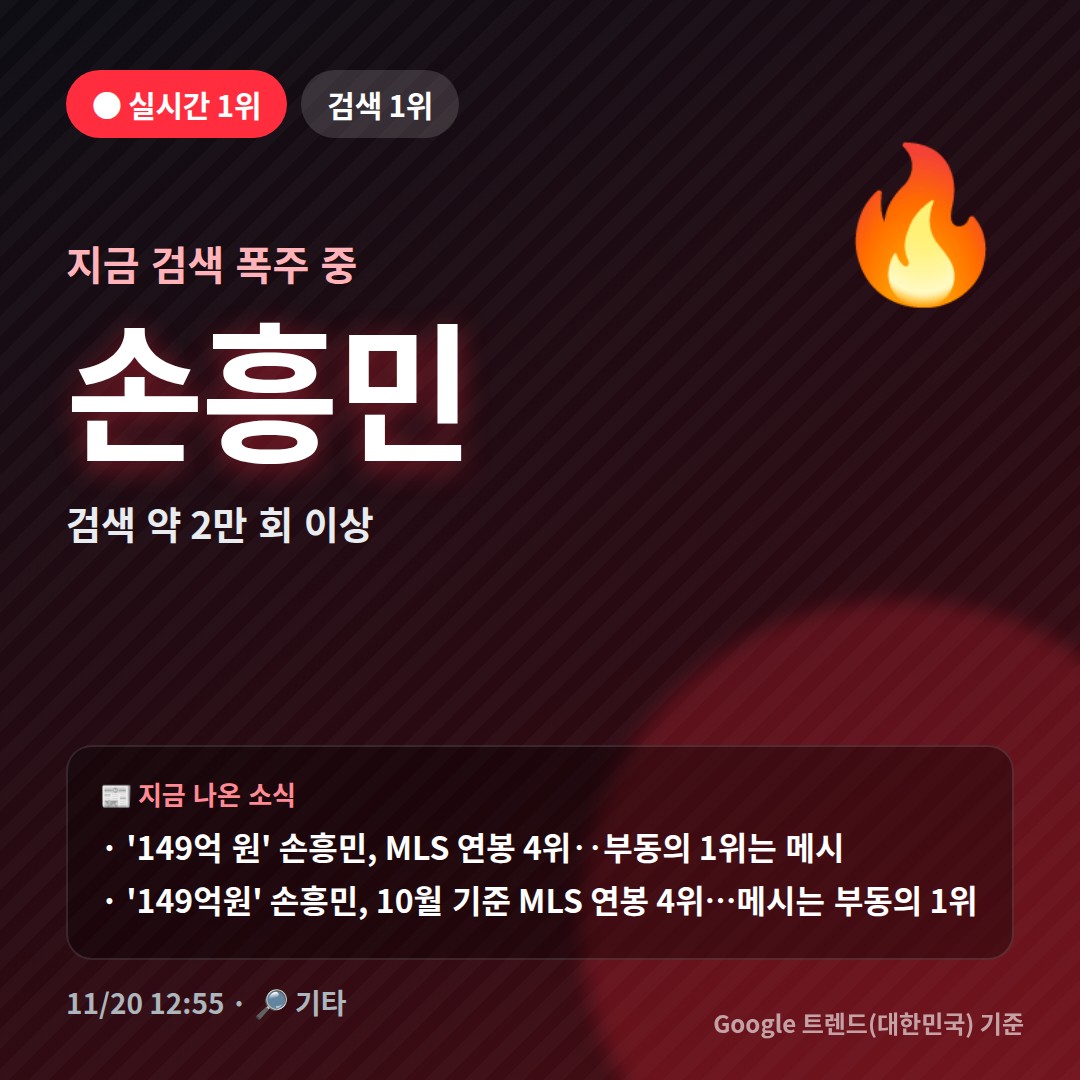 실시간 1위
검색 1위
지금 검색 폭주 중
손흥민
검색 약 2만 회 이상
지금 나온 소식
· '149억 원' 손흥민, MLS 연봉 4위‥부동의 1위는 메시
· '149억원' 손흥민, 10월 기준 MLS 연봉 4위…메시는 부동의 1위
11/20 12:55 · 🔎 기타
Google 트렌드(대한민국) 기준